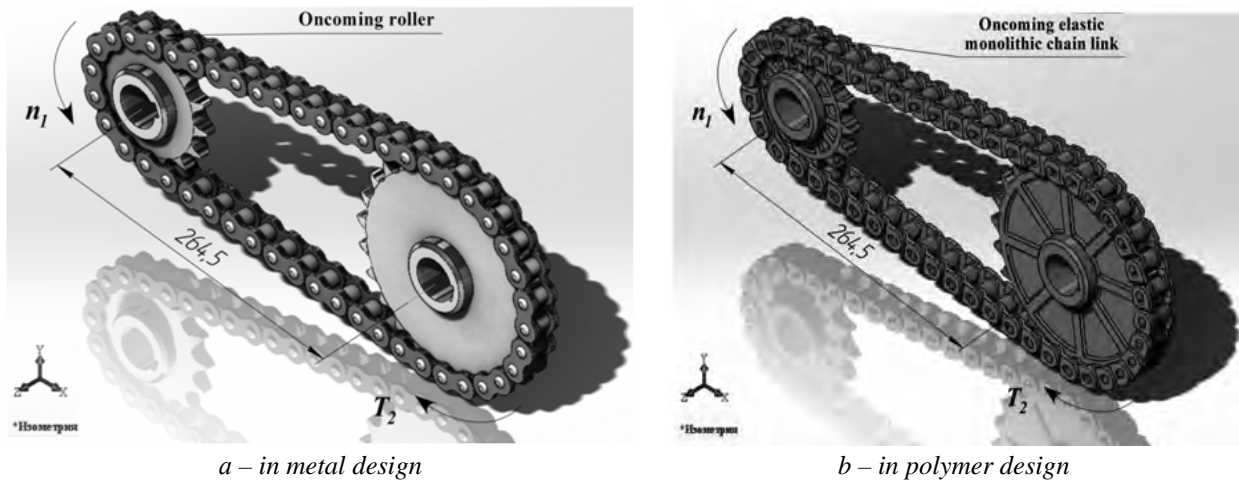 Oncoming roller
n₁
264,5
T₂
Y
Z
X
*Изометрия
a – in metal design
Oncoming elastic
monolithic chain link
n₁
264,5
T₂
Y
Z
X
*Изометрия
b – in polymer design